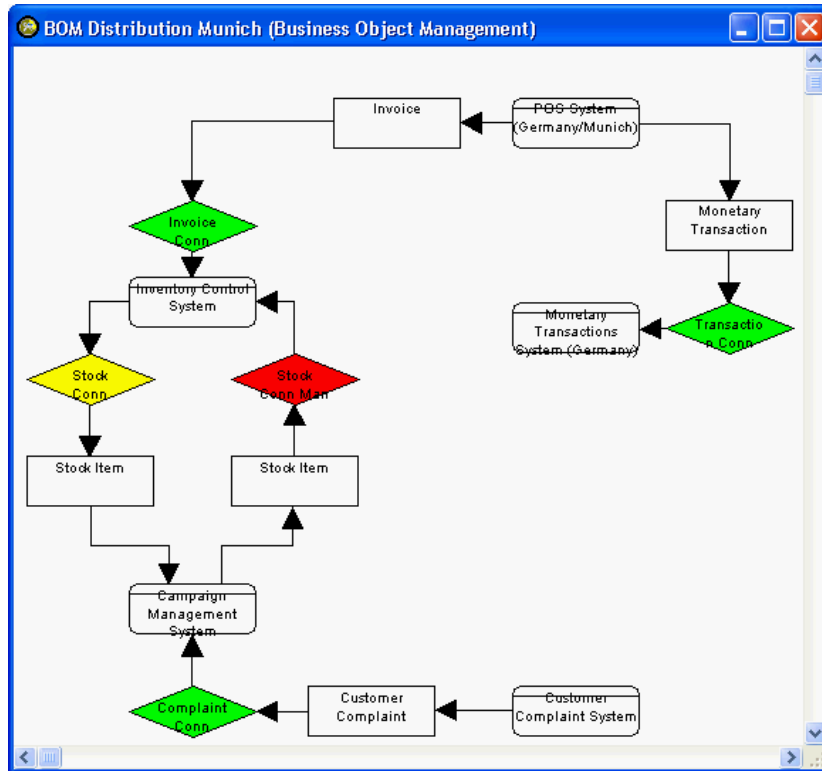 BOM Distribution Munich (Business Object Management)
Invoice
POS System
(Germany/Munich)
Invoice
Conn
Monetary
Transaction
Inventory Control
System
Monetary
Transactions
System (Germany)
Transactio
n Conn
Stock
Conn
Stock
Conn Man
Stock Item
Stock Item
Campaign
Management
System
Complaint
Conn
Customer
Complaint
Customer
Complaint System